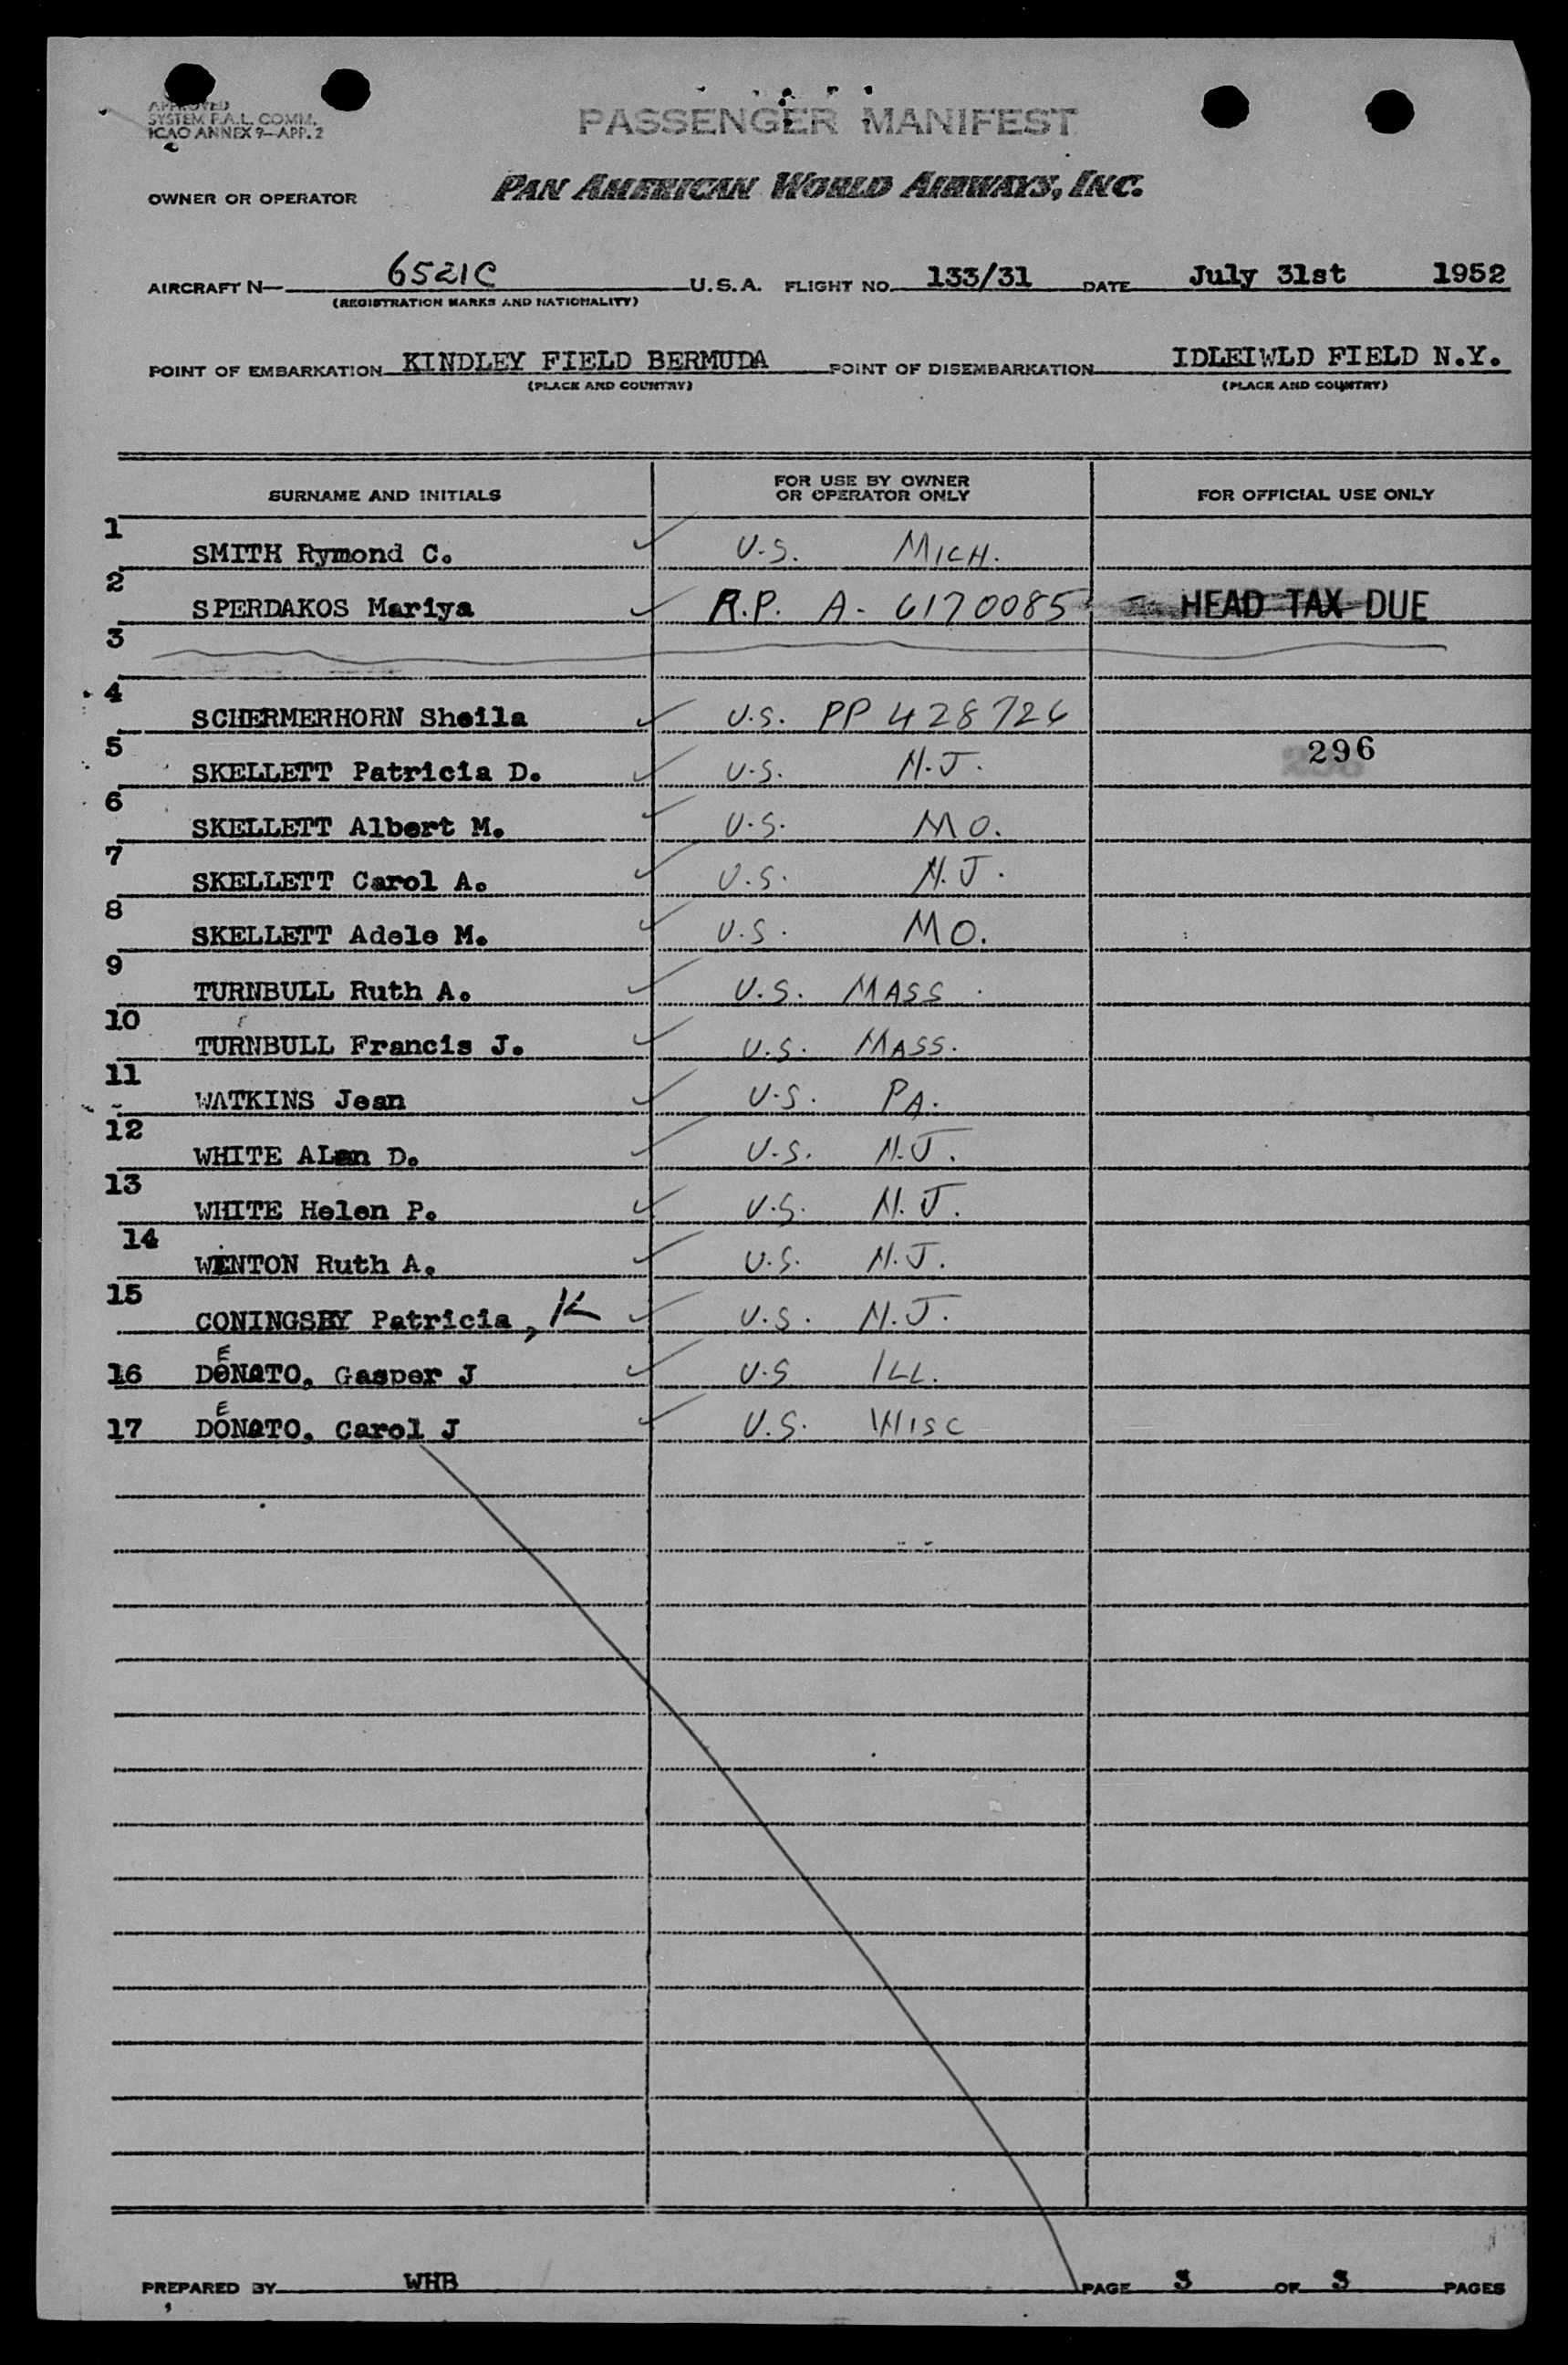 APPROVED
SYSTEM F.A.L. COMM.
ICAO ANNEX 9—APP. 2
PASSENGER MANIFEST
OWNER OR OPERATOR PAN AMERICAN WORLD AIRWAYS, INC.
AIRCRAFT N— 6521C U.S.A. FLIGHT NO. 133/31 DATE July 31st 1952
(REGISTRATION MARKS AND NATIONALITY)
POINT OF EMBARKATION KINDLEY FIELD BERMUDA POINT OF DISEMBARKATION IDLEIWLD FIELD N.Y.
(PLACE AND COUNTRY) (PLACE AND COUNTRY)
SURNAME AND INITIALS FOR USE BY OWNER OR OPERATOR ONLY FOR OFFICIAL USE ONLY
1 SMITH Rymond C. U.S. MICH.
2 SPERDAKOS Mariya R.P. A- 6170085 HEAD TAX DUE
3
4 SCHERMERHORN Sheila U.S. PP 428726
5 SKELLETT Patricia D. U.S. N.J. 296
6 SKELLETT Albert M. U.S. MO.
7 SKELLETT Carol A. U.S. N.J.
8 SKELLETT Adele M. U.S. MO.
9 TURNBULL Ruth A. U.S. MASS.
10 TURNBULL Francis J. U.S. MASS.
11 WATKINS Jean U.S. PA.
12 WHITE ALan D. U.S. N.J.
13 WHITE Helen P. U.S. N.J.
14 WENTON Ruth A. U.S. N.J.
15 CONINGSBY Patricia, K U.S. N.J.
16 DENATO, Gasper J U.S ILL.
17 DENATO, Carol J U.S. WISC
PREPARED BY WHB PAGE 3 OF 3 PAGES